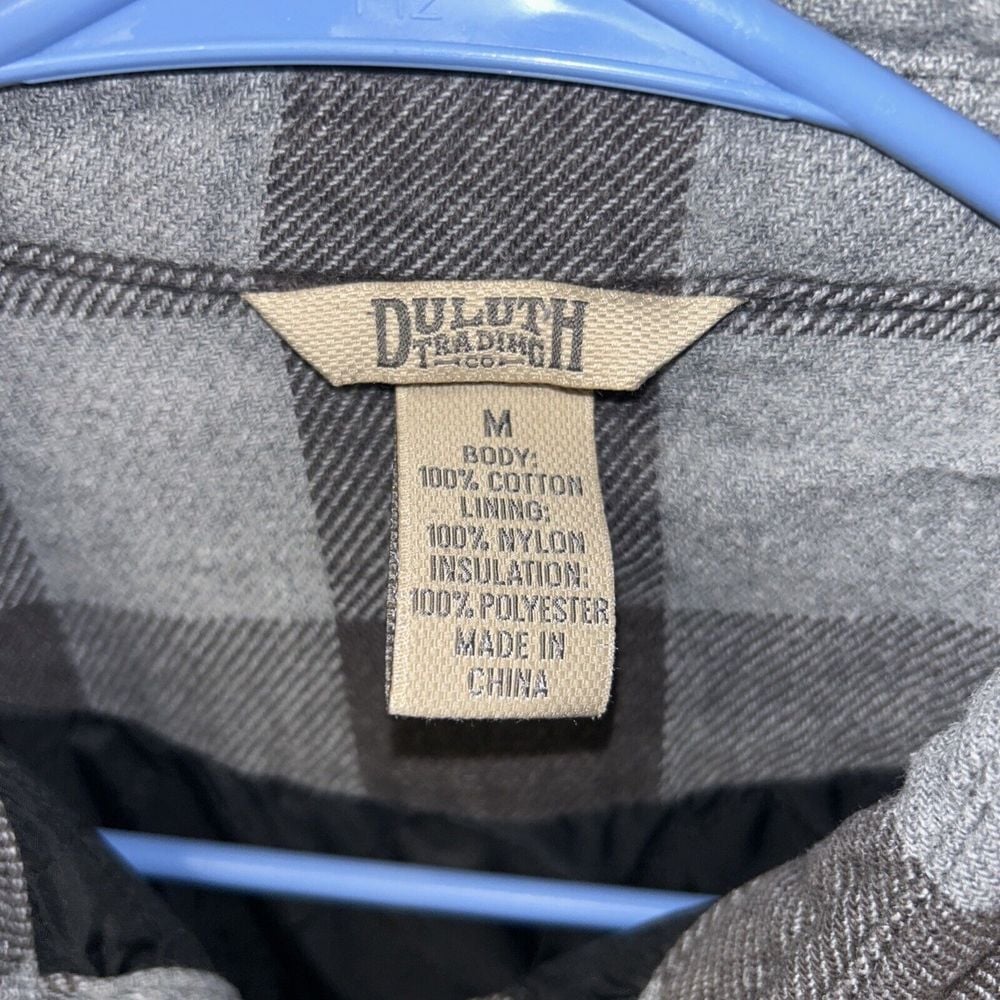 DULUTH
TRADING
CO
M
BODY:
100% COTTON
LINING:
100% NYLON
INSULATION:
100% POLYESTER
MADE IN
CHINA